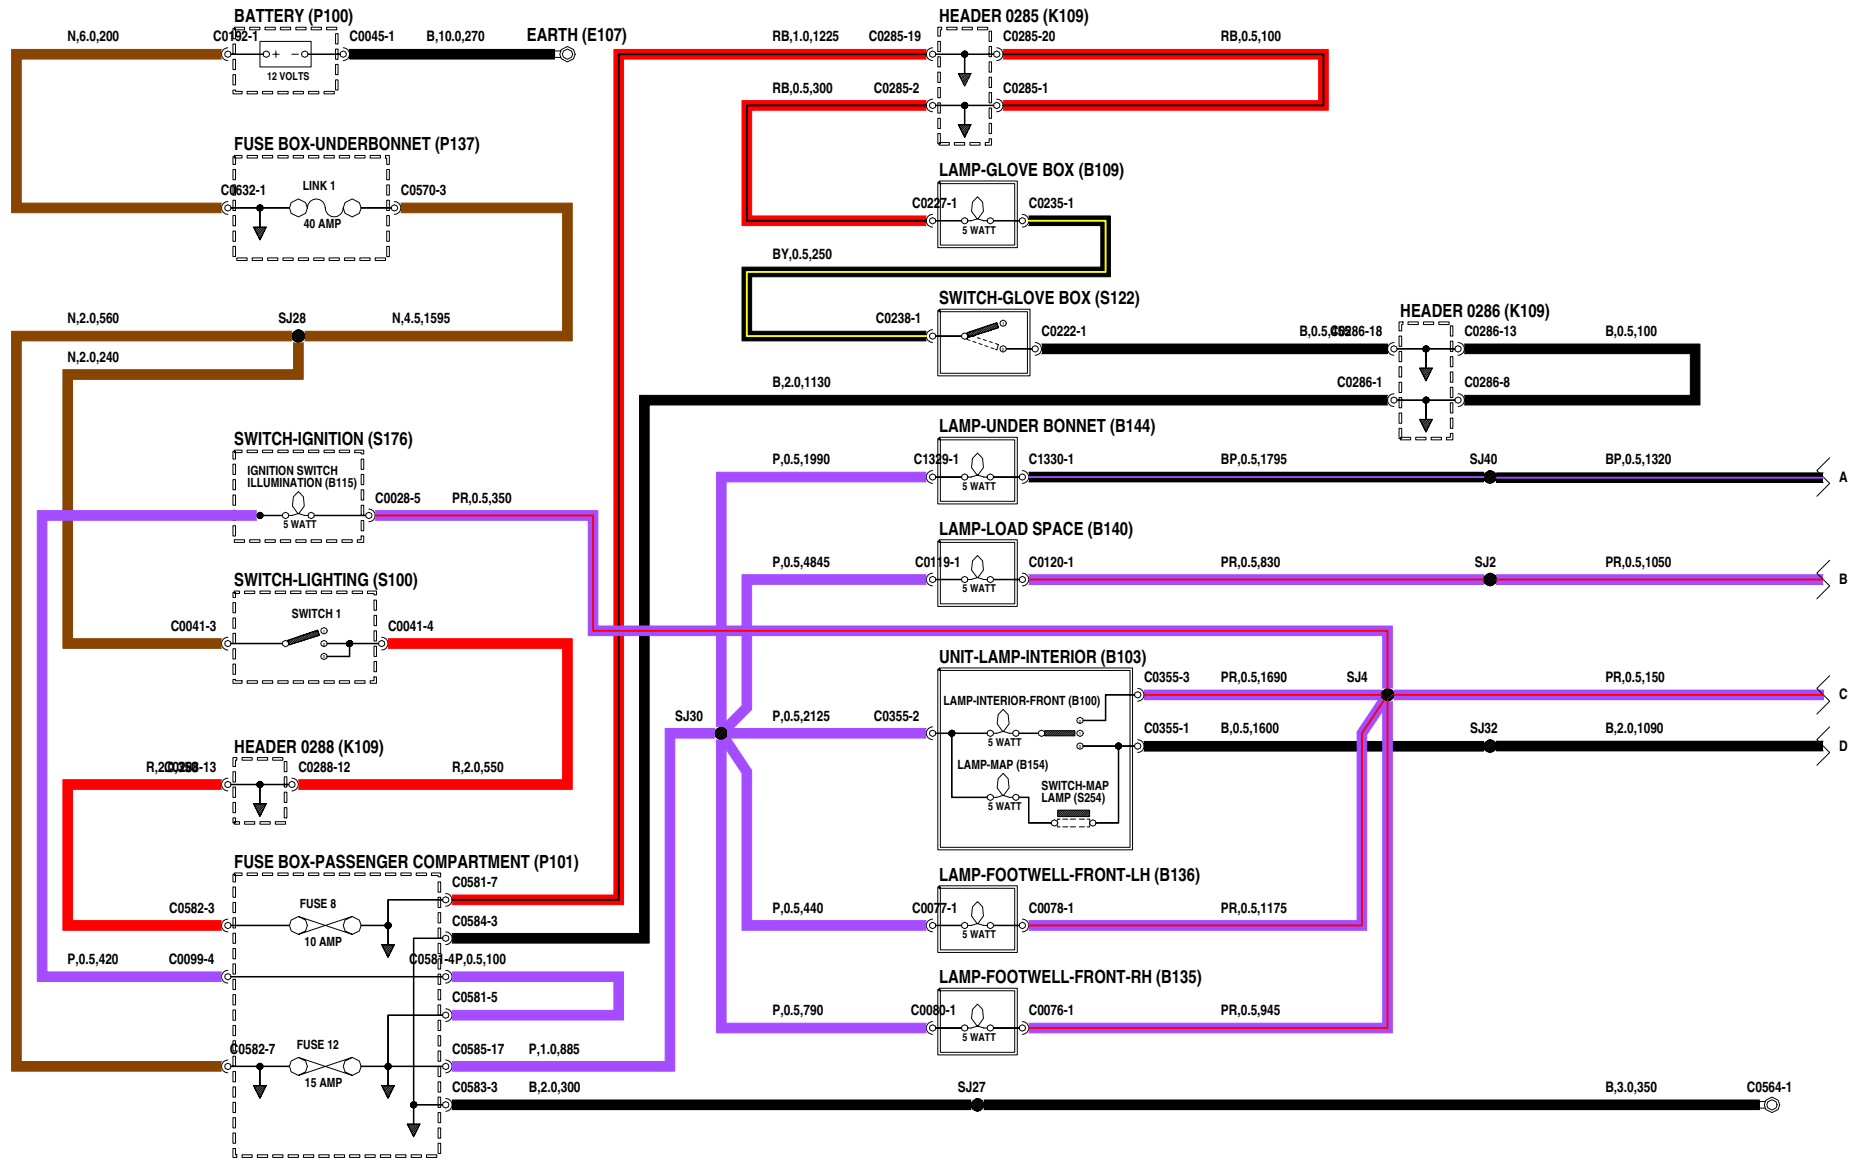 BATTERY (P100)
N,6.0,200
C0192-1
12 VOLTS
C0045-1
B,10.0,270
EARTH (E107)
FUSE BOX-UNDERBONNET (P137)
C0632-1
LINK 1
40 AMP
C0570-3
N,2.0,560
SJ28
N,4.5,1595
N,2.0,240
SWITCH-IGNITION (S176)
IGNITION SWITCH
ILLUMINATION (B115)
5 WATT
C0028-5
PR,0.5,350
SWITCH-LIGHTING (S100)
SWITCH 1
C0041-3
C0041-4
HEADER 0288 (K109)
C0288-12
R,2.0,550
FUSE BOX-PASSENGER COMPARTMENT (P101)
C0582-3
FUSE 8
10 AMP
C0581-7
C0584-3
P,0.5,420
C0099-4
C0581-4
P,0.5,100
C0581-5
C0582-7
FUSE 12
15 AMP
C0585-17
P,1.0,885
C0583-3
B,2.0,300
SJ27
B,3.0,350
C0564-1
HEADER 0285 (K109)
RB,1.0,1225
C0285-19
C0285-20
RB,0.5,100
RB,0.5,300
C0285-2
C0285-1
LAMP-GLOVE BOX (B109)
C0227-1
5 WATT
C0235-1
BY,0.5,250
SWITCH-GLOVE BOX (S122)
C0238-1
C0222-1
HEADER 0286 (K109)
C0286-18
C0286-13
B,0.5,100
B,2.0,1130
C0286-1
C0286-8
LAMP-UNDER BONNET (B144)
P,0.5,1990
C1329-1
5 WATT
C1330-1
BP,0.5,1795
SJ40
BP,0.5,1320
A
LAMP-LOAD SPACE (B140)
P,0.5,4845
C0119-1
5 WATT
C0120-1
PR,0.5,830
SJ2
PR,0.5,1050
B
UNIT-LAMP-INTERIOR (B103)
SJ30
P,0.5,2125
C0355-2
LAMP-INTERIOR-FRONT (B100)
5 WATT
LAMP-MAP (B154)
5 WATT
SWITCH-MAP
LAMP (S254)
C0355-3
PR,0.5,1690
SJ4
PR,0.5,150
C
C0355-1
B,0.5,1600
SJ32
B,2.0,1090
D
LAMP-FOOTWELL-FRONT-LH (B136)
P,0.5,440
C0077-1
5 WATT
C0078-1
PR,0.5,1175
LAMP-FOOTWELL-FRONT-RH (B135)
P,0.5,790
C0080-1
5 WATT
C0076-1
PR,0.5,945